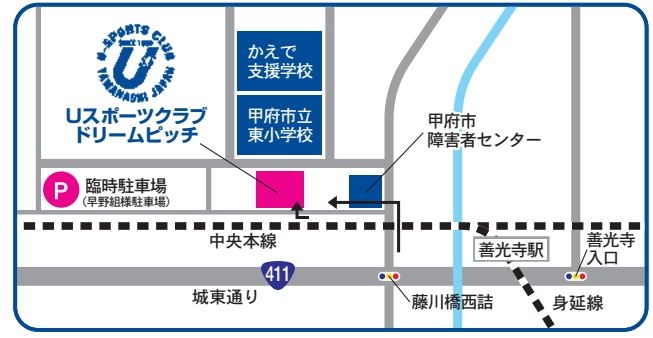 U-SPORTS CLUB
YAMANASHI JAPAN
U
Uスポーツクラブ
ドリームピッチ
かえで
支援学校
甲府市立
東小学校
甲府市
障害者センター
P
臨時駐車場
(早野組様駐車場)
中央本線
善光寺駅
善光寺
入口
411
城東通り
藤川橋西詰
身延線